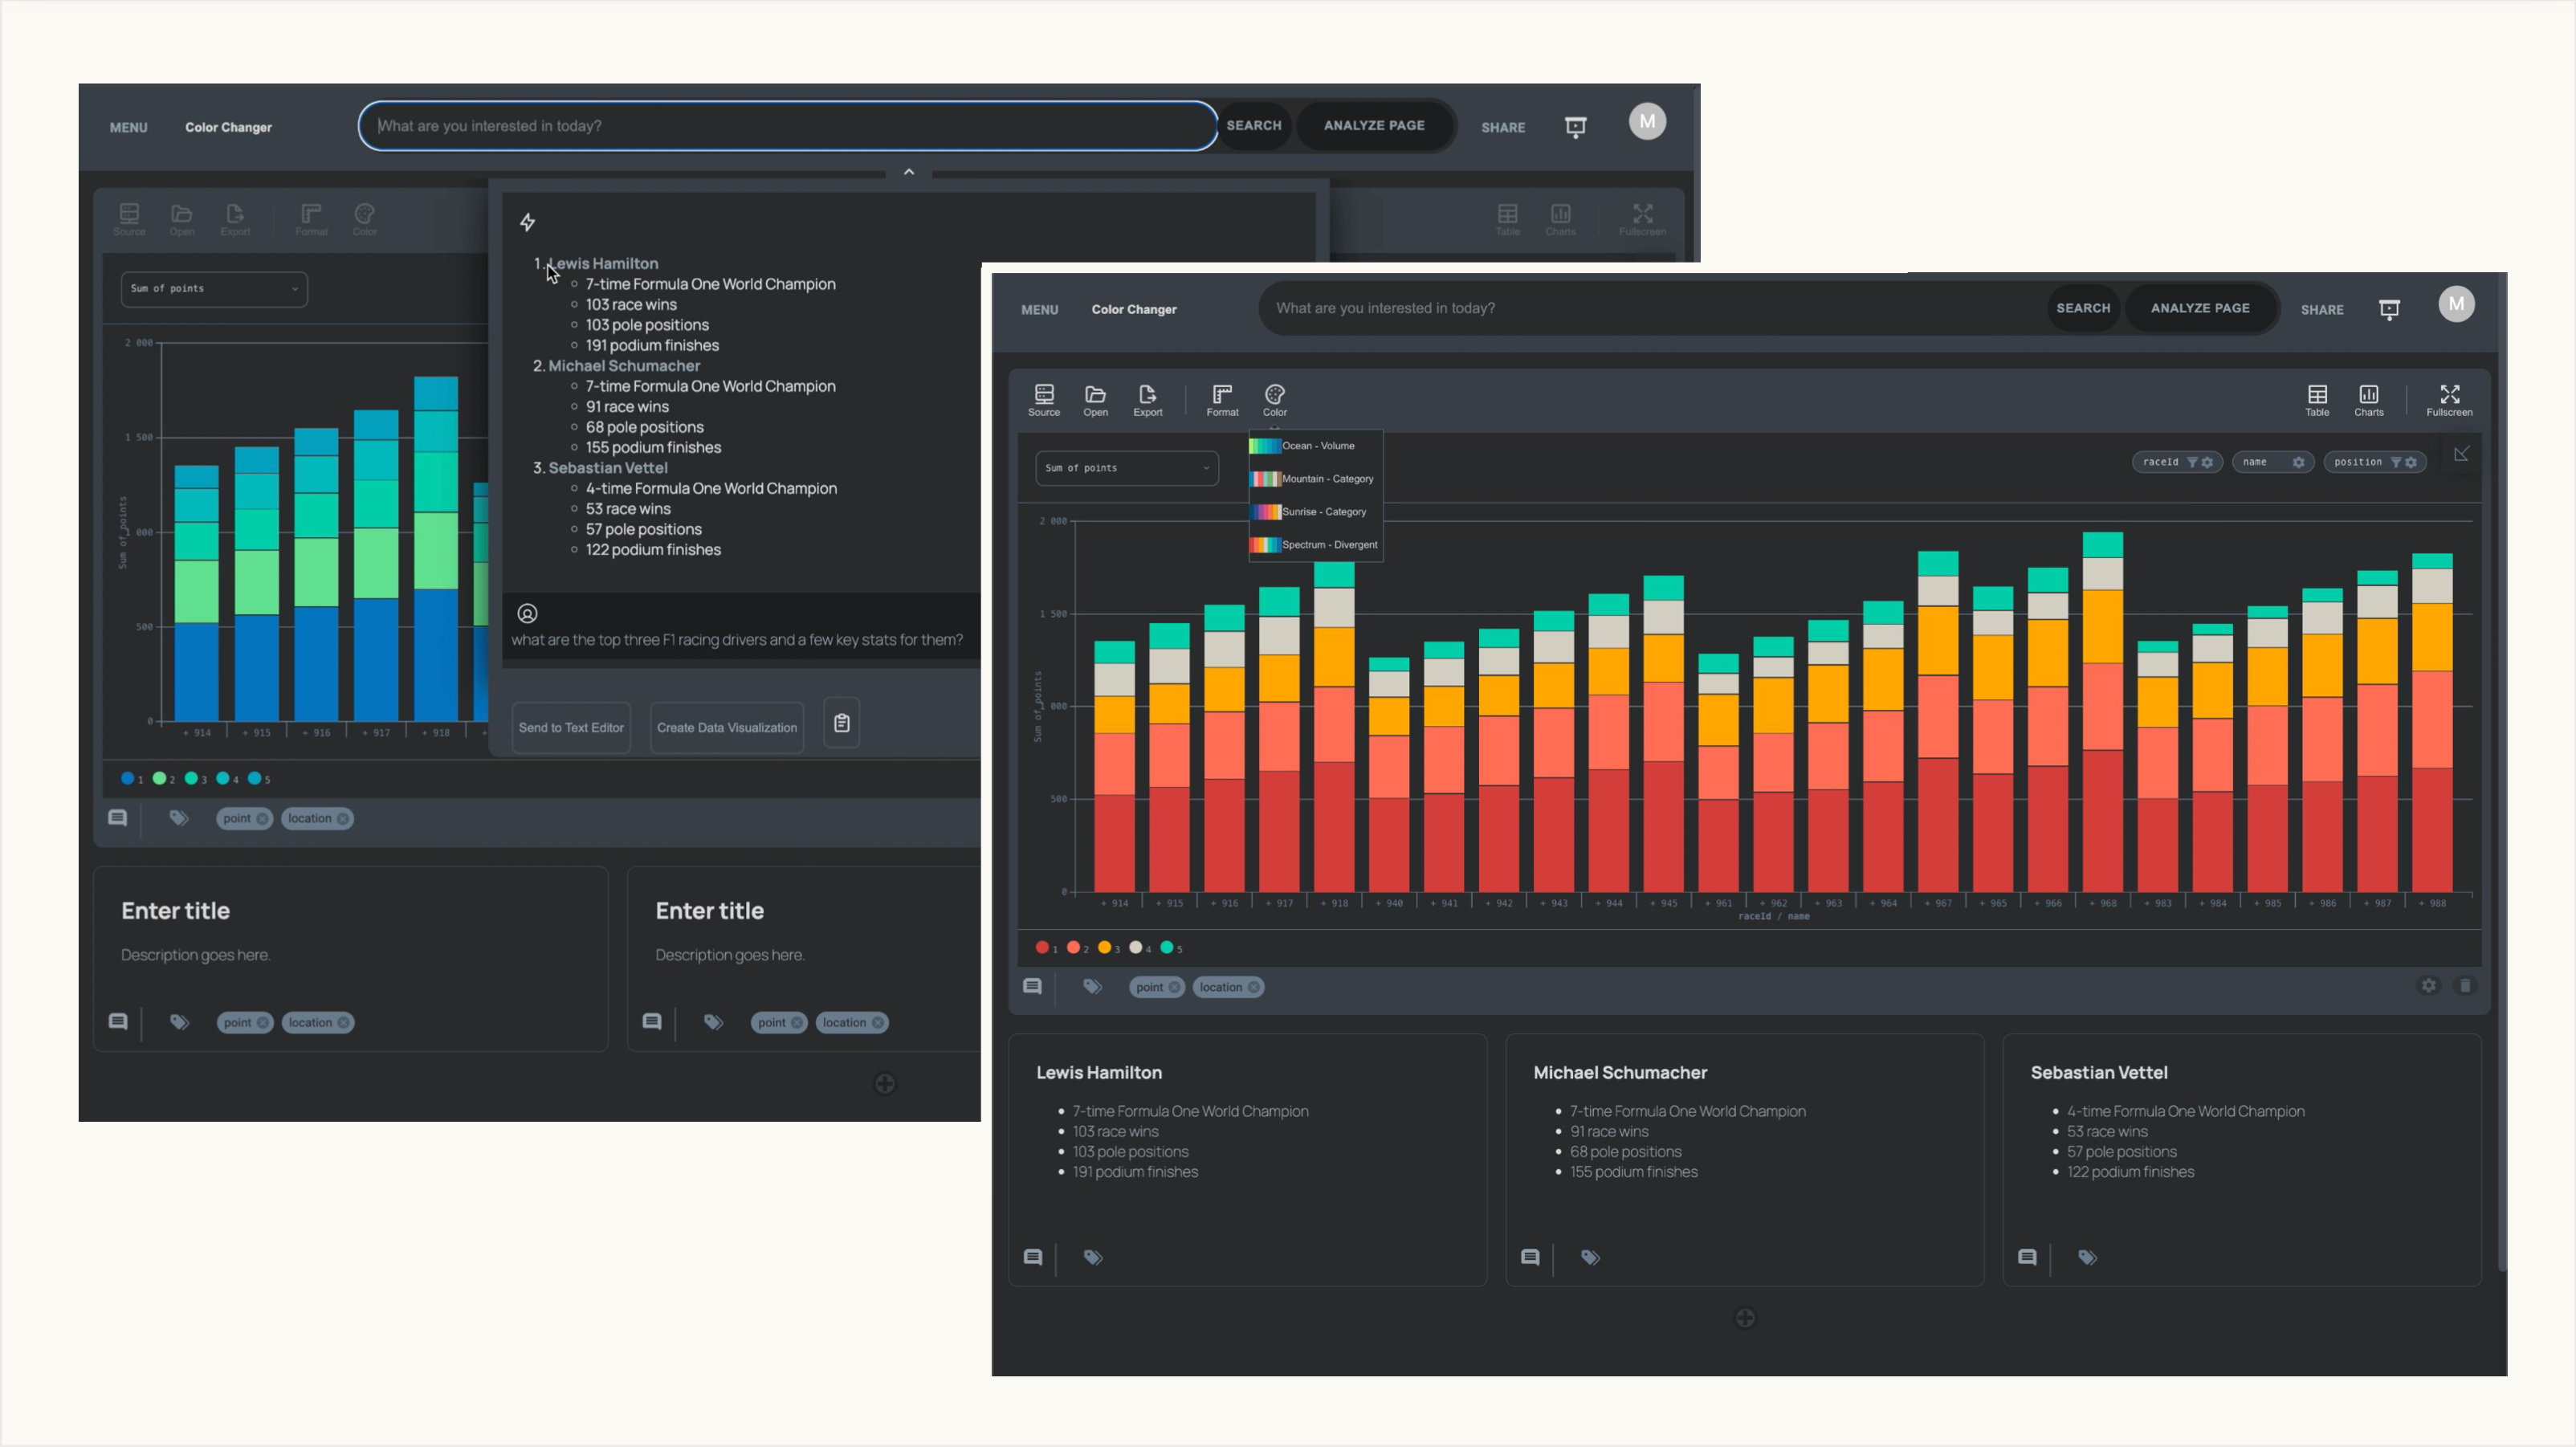 MENU
Color Changer
What are you interested in today?
SEARCH
ANALYZE PAGE
SHARE
M
Source
Open
Export
Format
Color
Table
Charts
Fullscreen
Sum of points
1. Lewis Hamilton
7-time Formula One World Champion
103 race wins
103 pole positions
191 podium finishes
2. Michael Schumacher
7-time Formula One World Champion
91 race wins
68 pole positions
155 podium finishes
3. Sebastian Vettel
4-time Formula One World Champion
53 race wins
57 pole positions
122 podium finishes
what are the top three F1 racing drivers and a few key stats for them?
Send to Text Editor
Create Data Visualization
2 000
1 500
000
500
0
Sum of points
+ 914
+ 915
+ 916
+ 917
+ 918
1
2
3
4
5
point
location
Enter title
Description goes here.
point
location
Enter title
Description goes here.
point
location
MENU
Color Changer
What are you interested in today?
SEARCH
ANALYZE PAGE
SHARE
M
Source
Open
Export
Format
Color
Table
Charts
Fullscreen
Sum of points
Ocean - Volume
Mountain - Category
Sunrise - Category
Spectrum - Divergent
raceId
name
position
2 000
1 500
000
500
0
Sum of points
+ 914
+ 915
+ 916
+ 917
+ 918
+ 940
+ 941
+ 942
+ 943
+ 944
+ 945
+ 961
+ 962
+ 963
+ 964
+ 967
+ 965
+ 966
+ 968
+ 983
+ 984
+ 985
+ 986
+ 987
+ 988
raceId / name
1
2
3
4
5
point
location
Lewis Hamilton
7-time Formula One World Champion
103 race wins
103 pole positions
191 podium finishes
Michael Schumacher
7-time Formula One World Champion
91 race wins
68 pole positions
155 podium finishes
Sebastian Vettel
4-time Formula One World Champion
53 race wins
57 pole positions
122 podium finishes